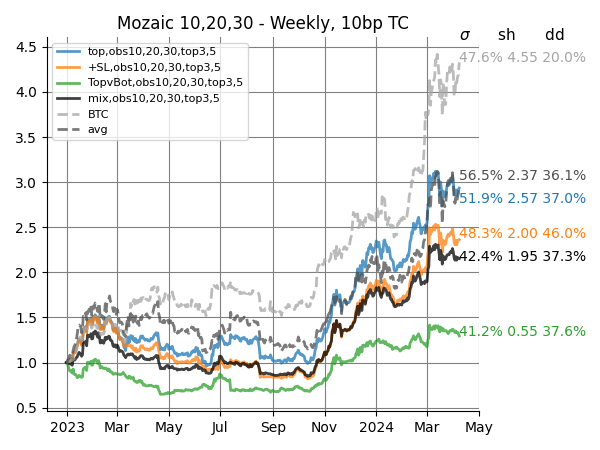 Mozaic 10,20,30 - Weekly, 10bp TC
σ sh dd
top,obs10,20,30,top3,5
+SL,obs10,20,30,top3,5
TopvBot,obs10,20,30,top3,5
mix,obs10,20,30,top3,5
BTC
avg
47.6% 4.55 20.0%
56.5% 2.37 36.1%
51.9% 2.57 37.0%
48.3% 2.00 46.0%
42.4% 1.95 37.3%
41.2% 0.55 37.6%
4.5
4.0
3.5
3.0
2.5
2.0
1.5
1.0
0.5
2023 Mar May Jul Sep Nov 2024 Mar May